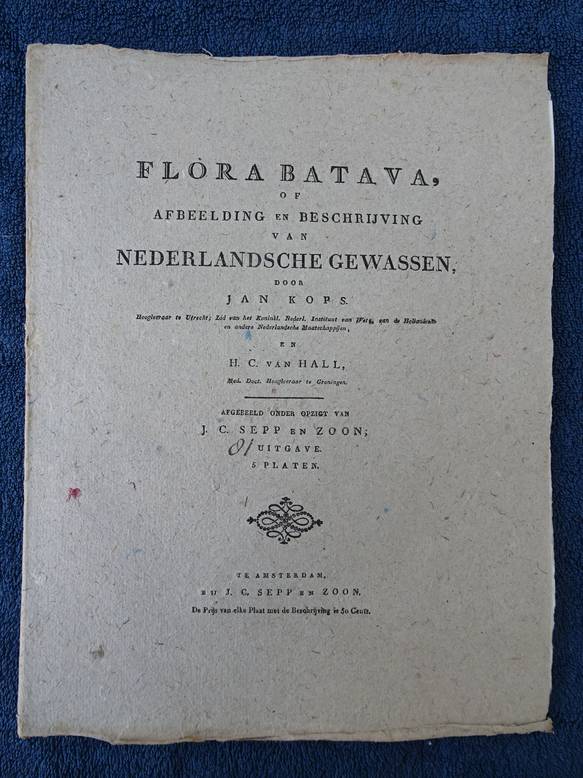 FLORA BATAVA,
OF
AFBEELDING EN BESCHRIJVING
VAN
NEDERLANDSCHE GEWASSEN,
DOOR
JAN KOPS.
Hoogleeraar te Utrecht; Lid van het Koninkl. Nederl. Instituut van Wet., van de Hollandsche
en andere Nederlandsche Maatschappijen,
EN
H. C. VAN HALL,
Med. Doct. Hoogleeraar te Groningen.
AFGEBEELD ONDER OPZIGT VAN
J. C. SEPP EN ZOON;
81 UITGAVE.
5 PLATEN.
TE AMSTERDAM,
BIJ J. C. SEPP EN ZOON.
De Prijs van elke Plaat met de Beschrijving is 50 Cents.